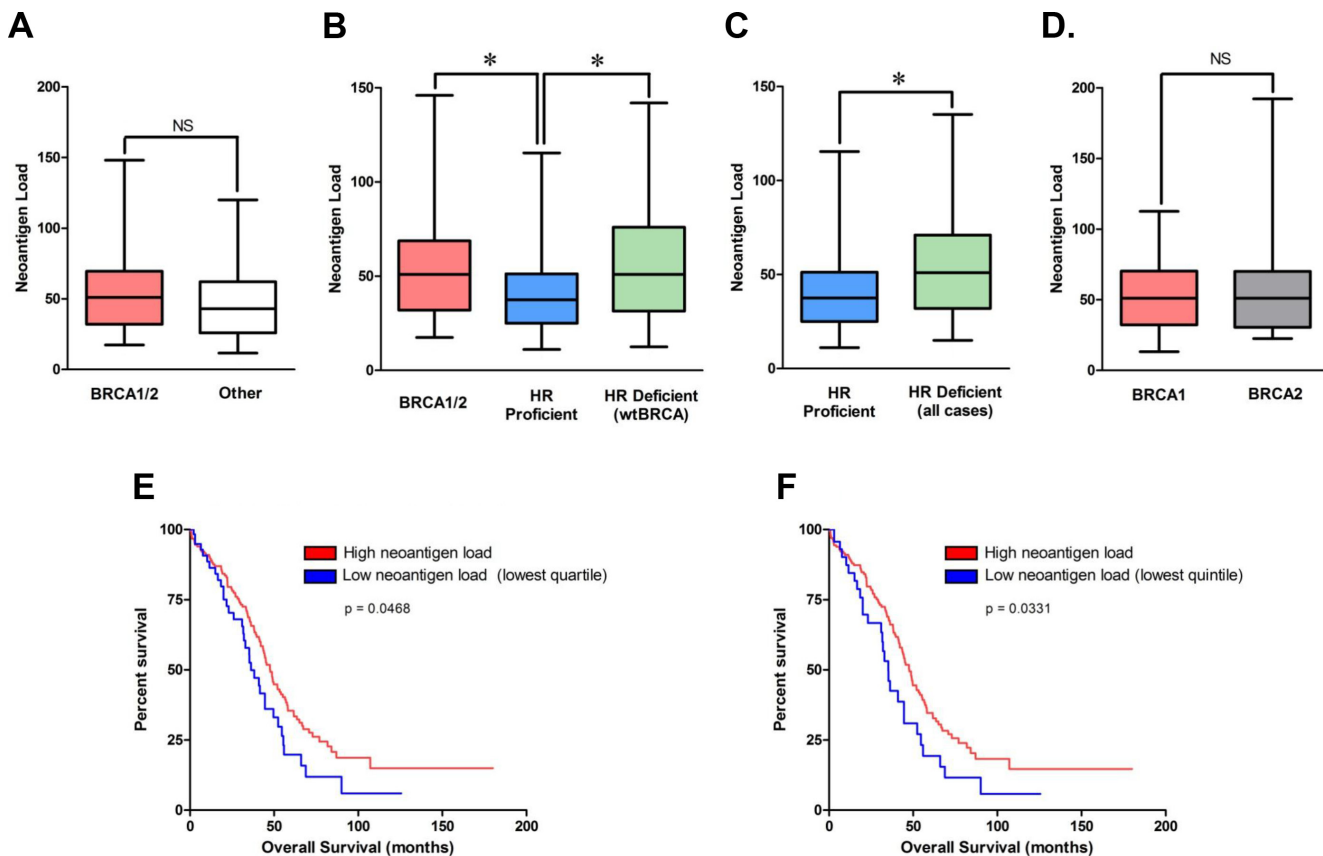 A
B
C
D.
Neoantigen Load
200
150
100
50
0
NS
BRCA1/2
Other
Neoantigen Load
150
100
50
0
*
*
BRCA1/2
HR
Proficient
HR Deficient
(wtBRCA)
Neoantigen Load
150
100
50
0
*
HR
Proficient
HR Deficient
(all cases)
Neoantigen Load
200
150
100
50
0
NS
BRCA1
BRCA2
E
Percent survival
100
75
50
25
0
High neoantigen load
Low neoantigen load (lowest quartile)
p = 0.0468
0 50 100 150 200
Overall Survival (months)
F
Percent survival
100
75
50
25
0
High neoantigen load
Low neoantigen load (lowest quintile)
p = 0.0331
0 50 100 150 200
Overall Survival (months)